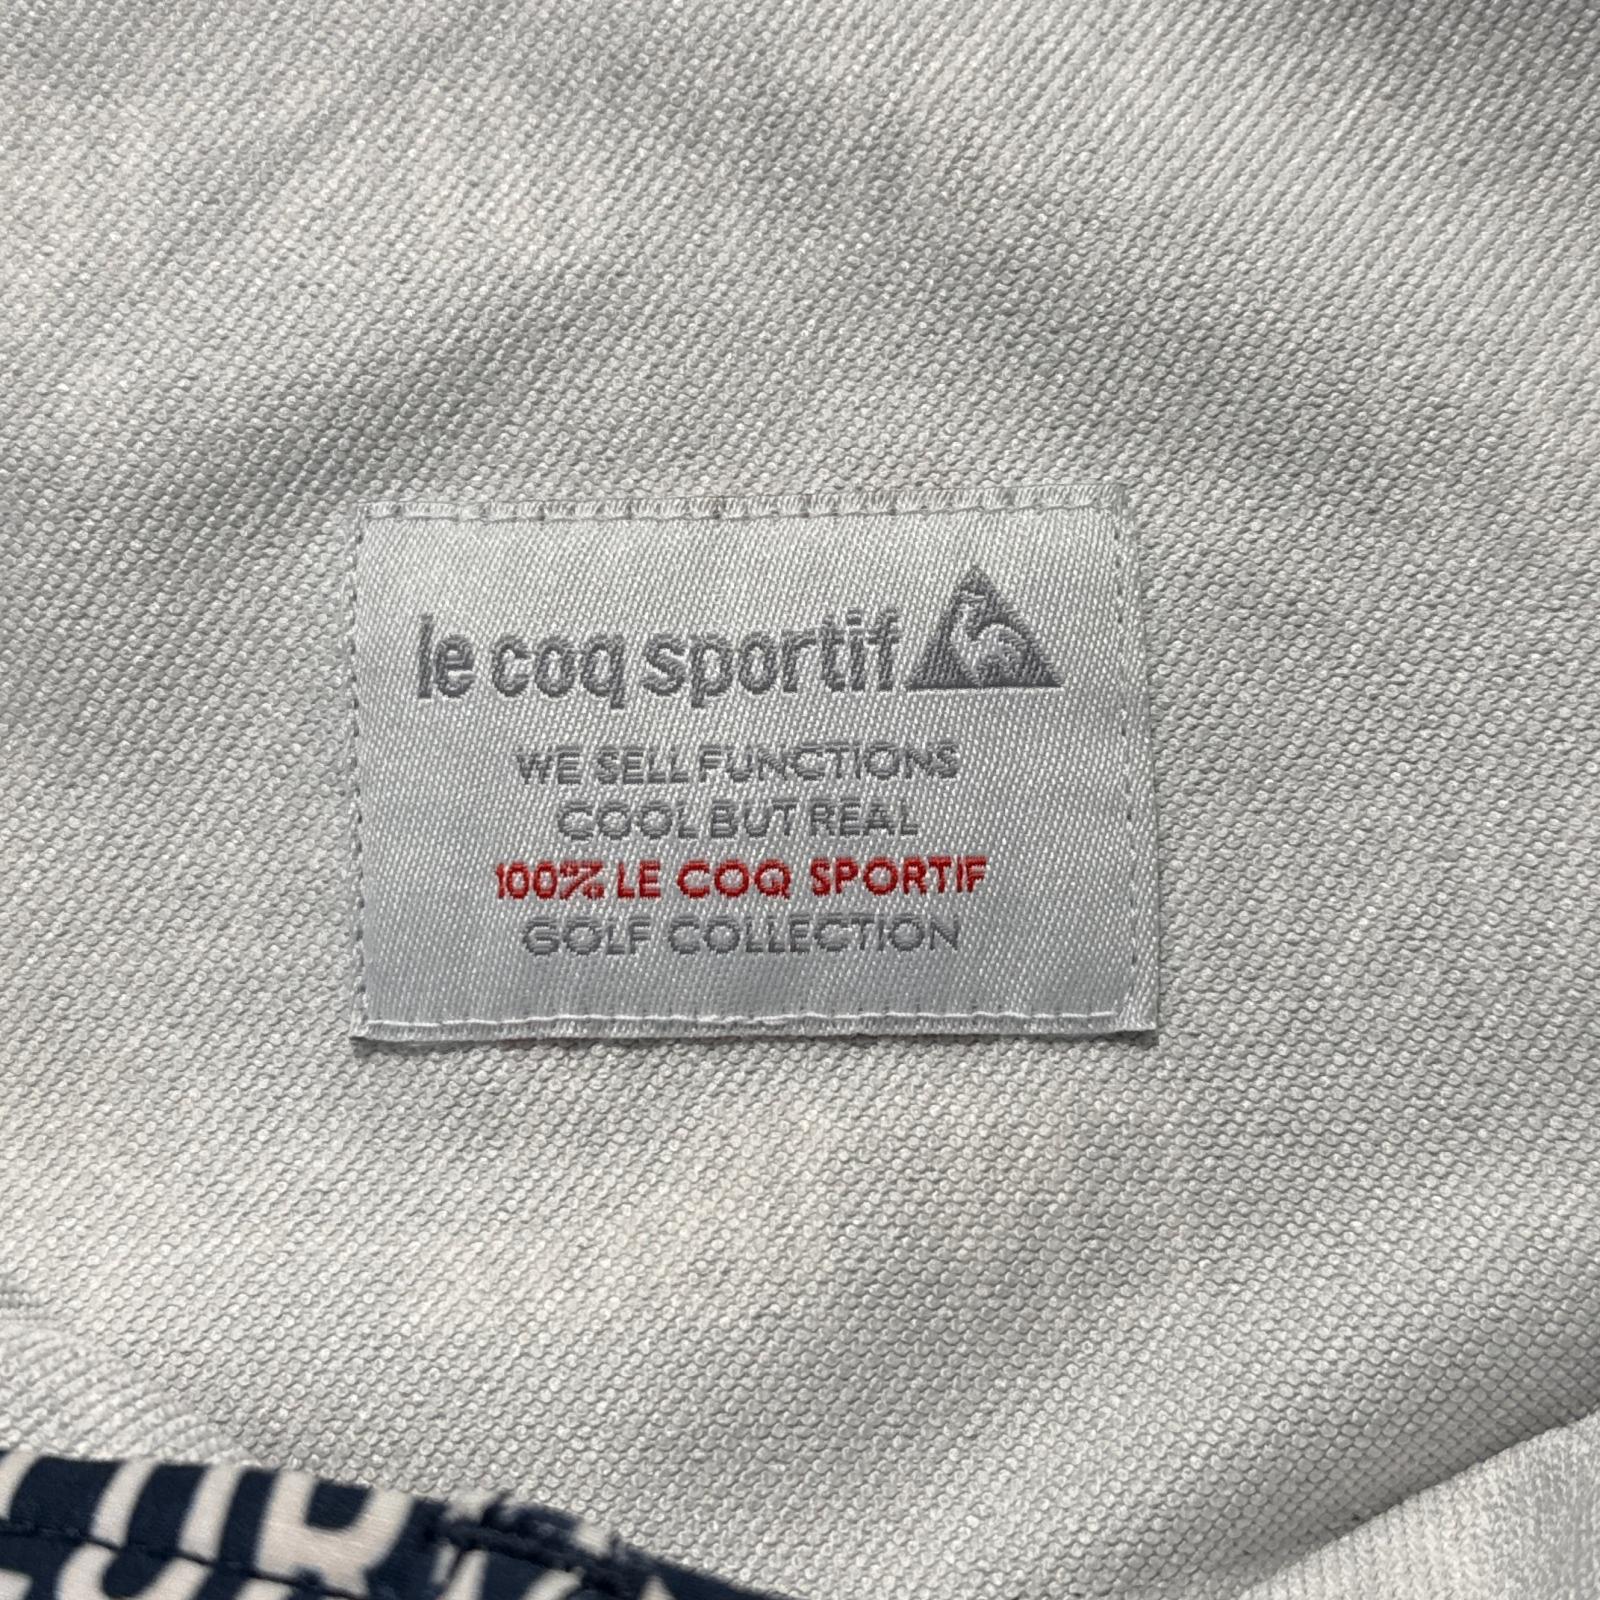 le coq sportif
WE SELL FUNCTIONS
COOL BUT REAL
100% LE COQ SPORTIF
GOLF COLLECTION